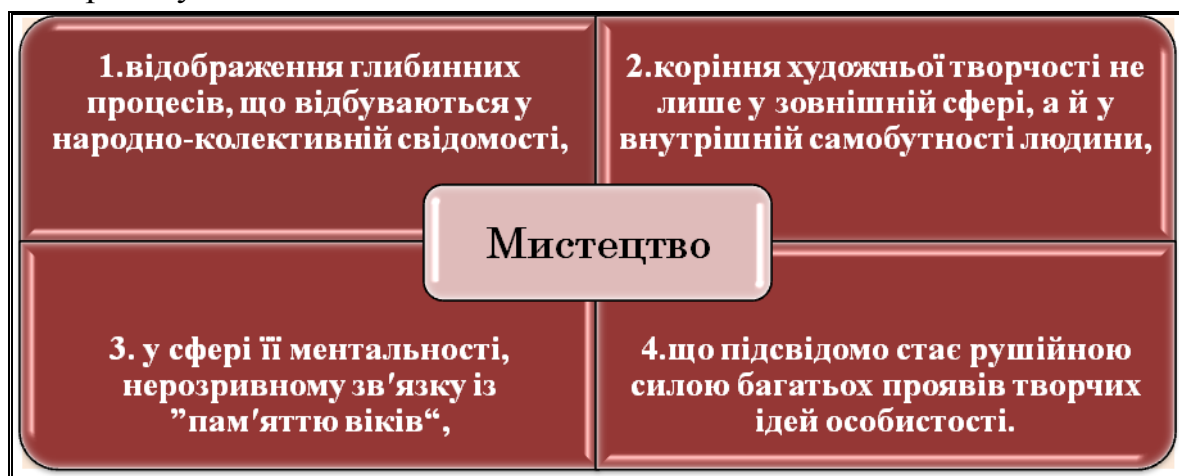 1.відображення глибинних
процесів, що відбуваються у
народно-колективній свідомості,
2.коріння художньої творчості не
лише у зовнішній сфері, а й у
внутрішній самобутності людини,
Мистецтво
3. у сфері її ментальності,
нерозривному зв'язку із
”пам'яттю віків“,
4.що підсвідомо стає рушійною
силою багатьох проявів творчих
ідей особистості.